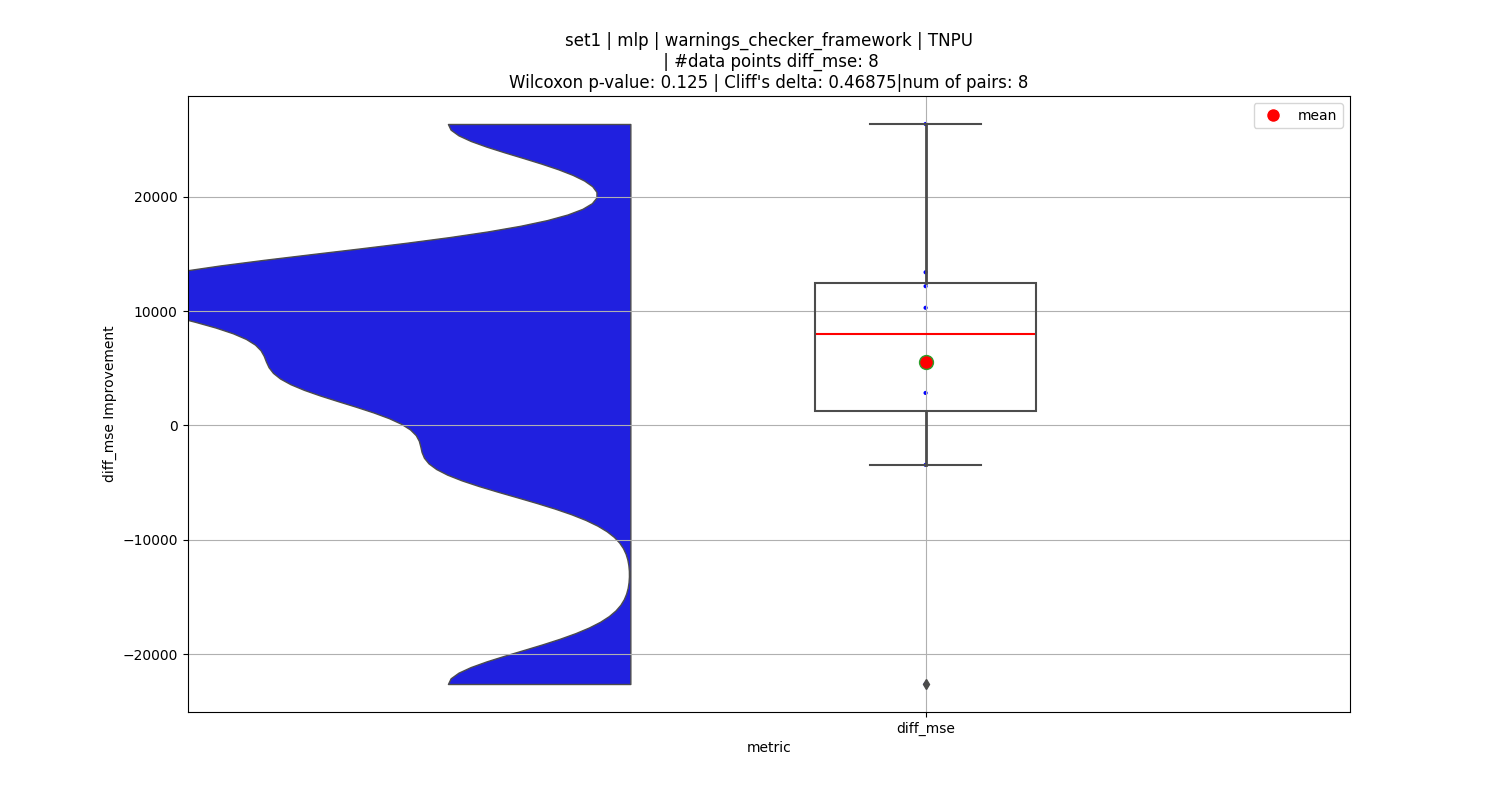 set1 | mlp | warnings_checker_framework | TNPU
| #data points diff_mse: 8
Wilcoxon p-value: 0.125 | Cliff's delta: 0.46875|num of pairs: 8
mean
20000
10000
0
−10000
−20000
diff_mse Improvement
diff_mse
metric